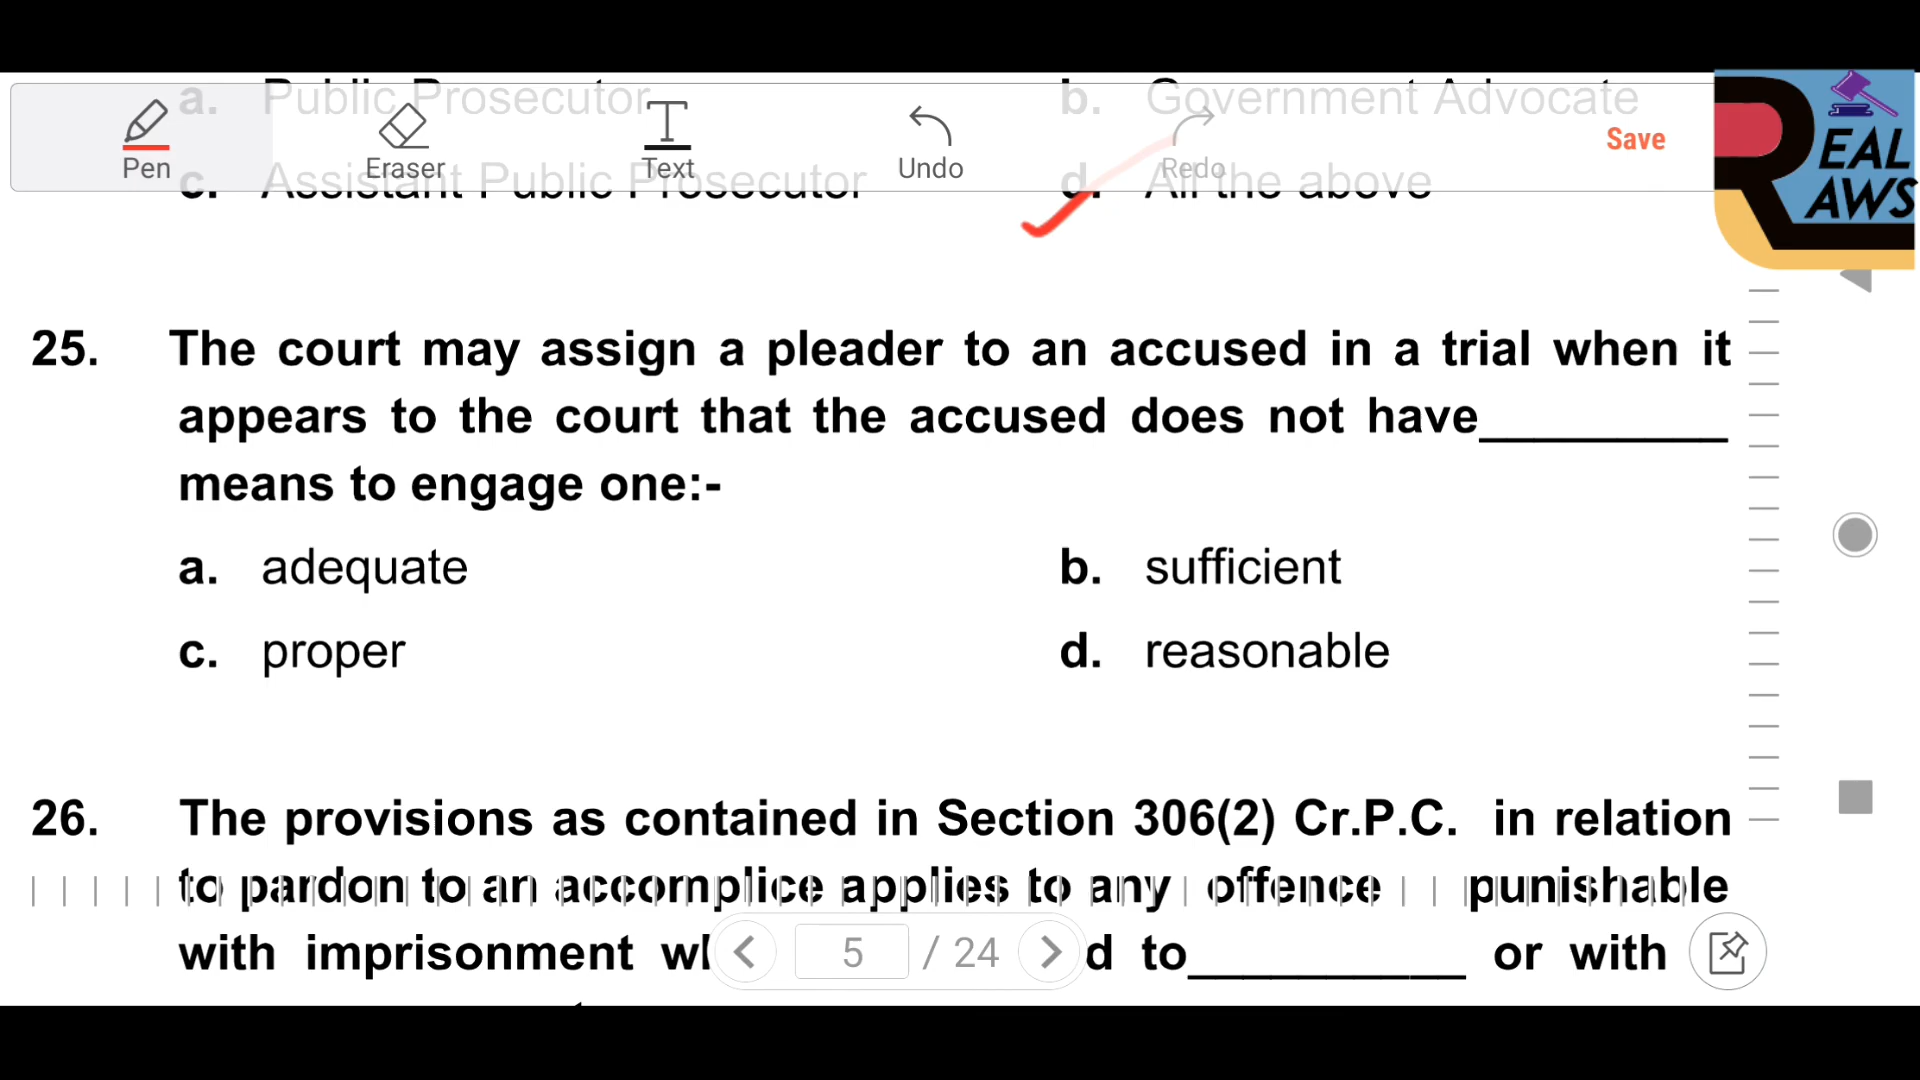 a. Public Prosecutor b. Government Advocate
Pen Eraser Text Undo Redo Save
c. Assistant Public Prosecutor d. All the above
REAL LAWS
25. The court may assign a pleader to an accused in a trial when it
appears to the court that the accused does not have_________
means to engage one:-
a. adequate b. sufficient
c. proper d. reasonable
26. The provisions as contained in Section 306(2) Cr.P.C. in relation
to pardon to an accomplice applies to any offence punishable
with imprisonment d to__________ or with
5 / 24